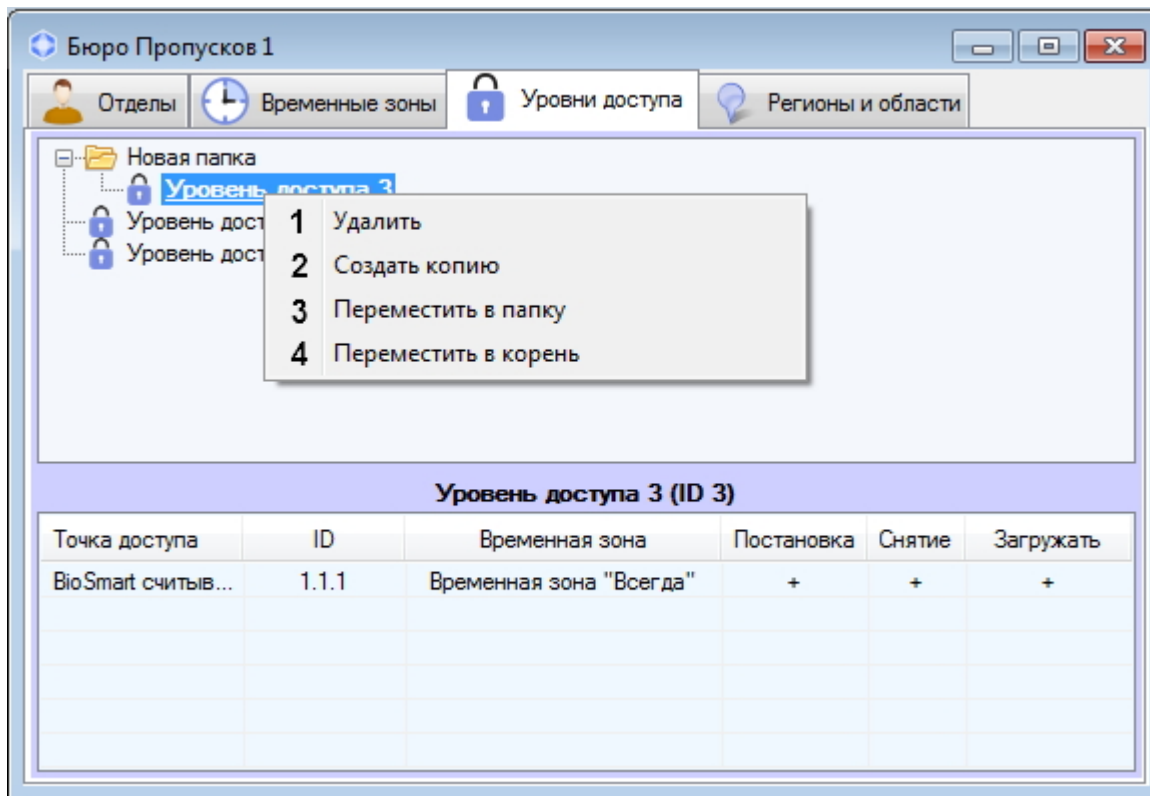 Бюро Пропусков 1
Отделы Временные зоны Уровни доступа Регионы и области
Новая папка
Уровень доступа 3
Уровень
Уровень
1 Удалить
2 Создать копию
3 Переместить в папку
4 Переместить в корень
Уровень доступа 3 (ID 3)
Точка доступа ID Временная зона Постановка Снятие Загружать
BioSmart считыв... 1.1.1 Временная зона "Всегда" + + +